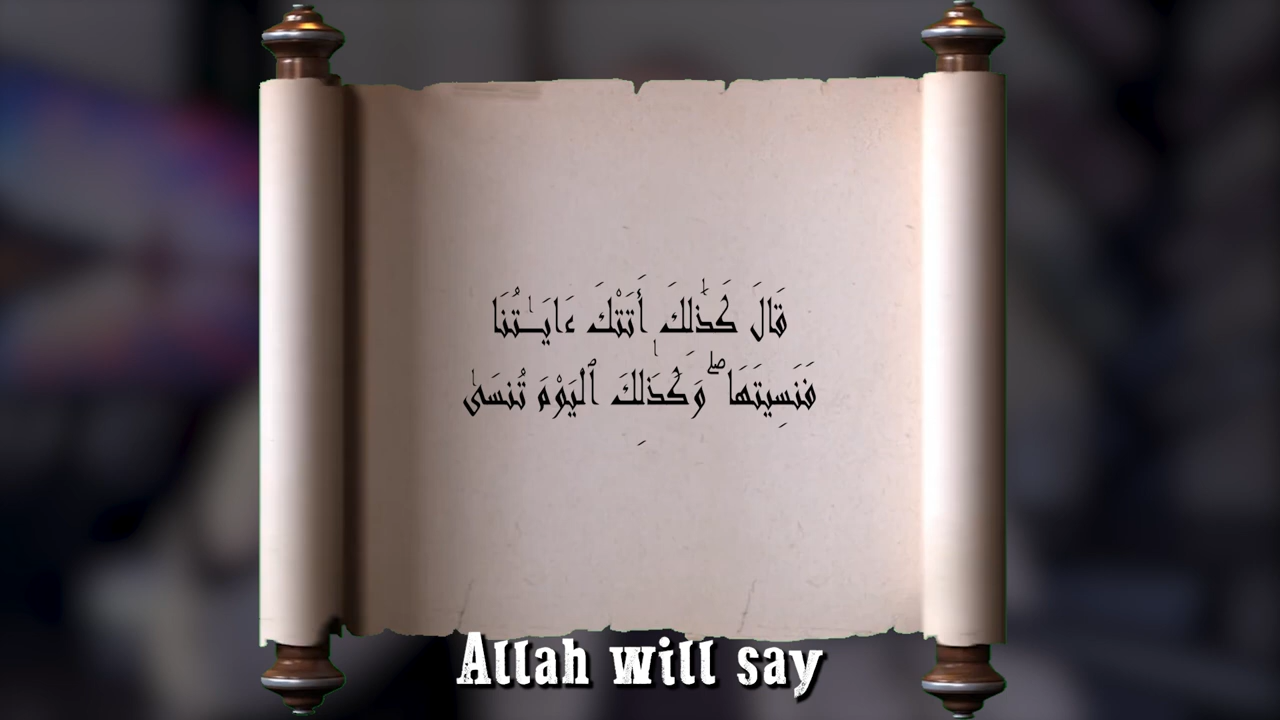 قَالَ كَذَٰلِكَ أَتَتْكَ ءَايَـٰتُنَا
فَنَسِيتَهَا ۖ وَكَذَٰلِكَ ٱلْيَوْمَ تُنسَىٰ
Allah will say